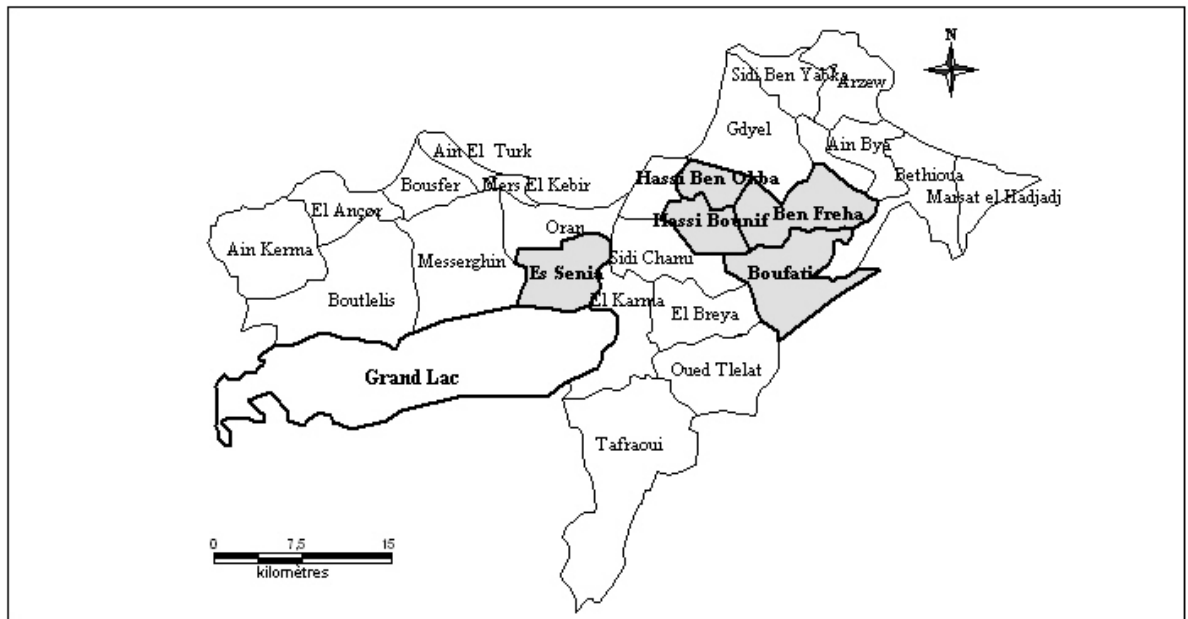 N
Sidi Ben Yabka
Arzew
Gdyel
Ain El Turk
Ain Bya
Bousfer
Mers El Kebir
Hassi Ben Okba
Bethioua
Marsat el Hadjadj
El Ançor
Hassi Bounif
Ben Freha
Oran
Ain Kerma
Messerghin
Es Senia
Sidi Chami
Boufatis
Boutlelis
El Karma
El Breya
Grand Lac
Oued Tlelat
Tafraoui
0 7,5 15
kilomètres